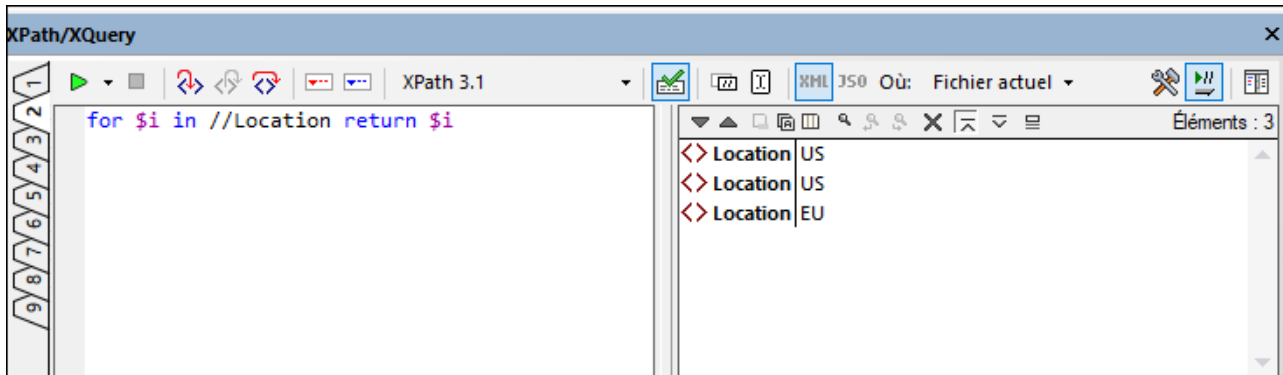 XPath/XQuery
XPath 3.1
XML JSO Où: Fichier actuel
1
2
3
4
5
6
7
8
9
for $i in //Location return $i
Éléments : 3
Location US
Location US
Location EU